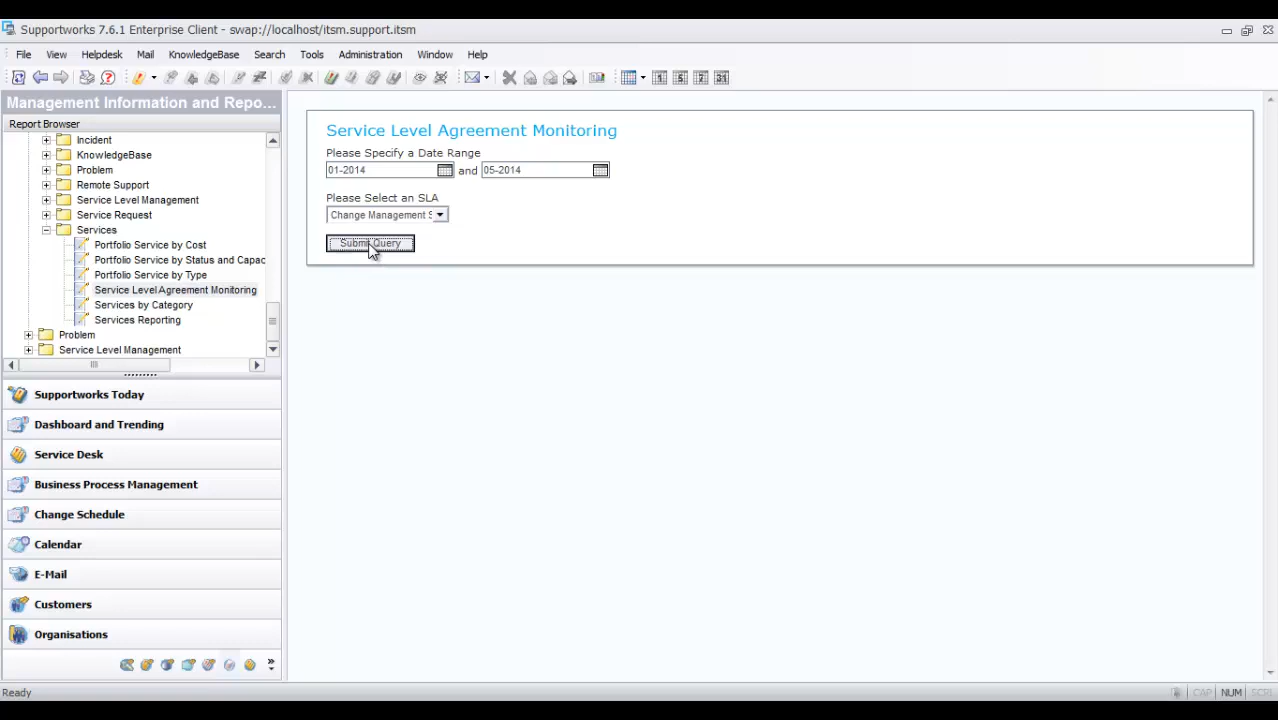 Supportworks 7.6.1 Enterprise Client - swap://localhost/itsm.support.itsm
File View Helpdesk Mail KnowledgeBase Search Tools Administration Window Help
1 5 7 31
Management Information and Repo...
Report Browser
Incident
KnowledgeBase
Problem
Remote Support
Service Level Management
Service Request
Services
Portfolio Service by Cost
Portfolio Service by Status and Capac
Portfolio Service by Type
Service Level Agreement Monitoring
Services by Category
Services Reporting
Problem
Service Level Management
Supportworks Today
Dashboard and Trending
Service Desk
Business Process Management
Change Schedule
Calendar
E-Mail
Customers
Organisations
Service Level Agreement Monitoring
Please Specify a Date Range
01-2014 and 05-2014
Please Select an SLA
Change Management S
Submit Query
Ready
CAP NUM SCRL